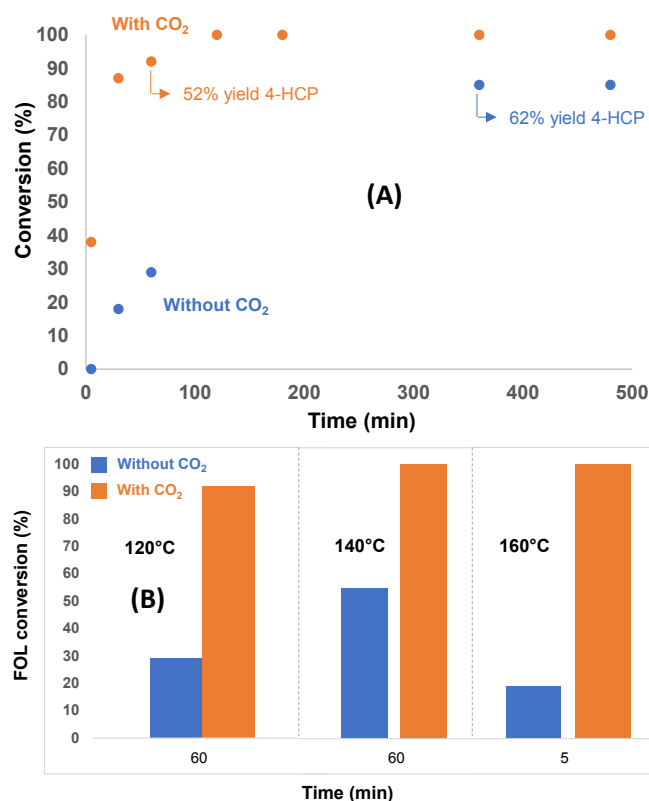 With CO₂
100
90
80
70
60
50
40
30
20
10
0
Conversion (%)
52% yield 4-HCP
62% yield 4-HCP
(A)
Without CO₂
0
100
200
300
400
500
Time (min)
100
90
80
70
60
50
40
30
20
10
0
FOL conversion (%)
Without CO₂
With CO₂
120°C
140°C
160°C
(B)
60
60
5
Time (min)